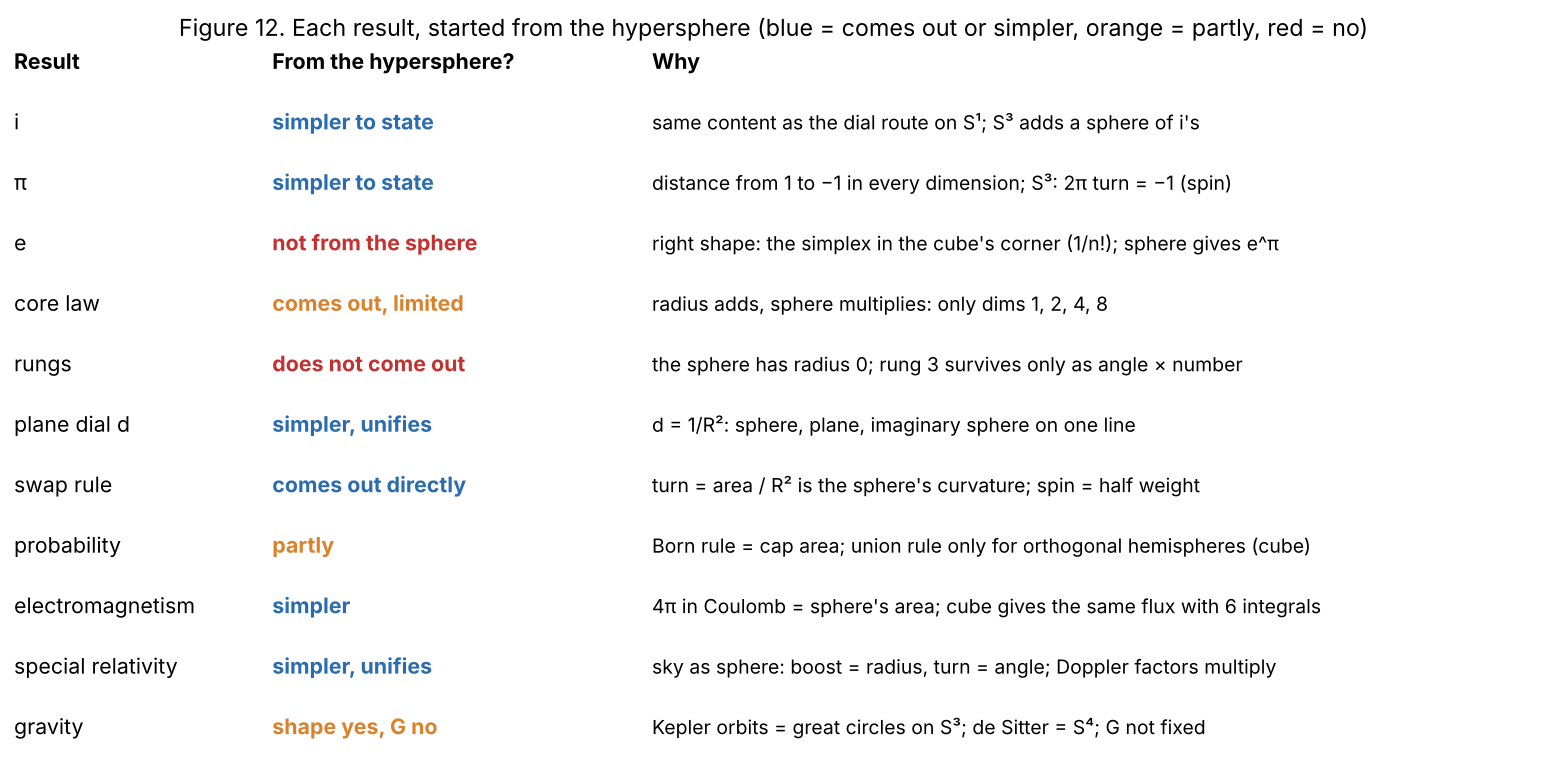 Figure 12. Each result, started from the hypersphere (blue = comes out or simpler, orange = partly, red = no)
Result From the hypersphere? Why
i simpler to state same content as the dial route on S¹; S³ adds a sphere of i's
π simpler to state distance from 1 to −1 in every dimension; S³: 2π turn = −1 (spin)
e not from the sphere right shape: the simplex in the cube's corner (1/n!); sphere gives e^π
core law comes out, limited radius adds, sphere multiplies: only dims 1, 2, 4, 8
rungs does not come out the sphere has radius 0; rung 3 survives only as angle × number
plane dial d simpler, unifies d = 1/R²: sphere, plane, imaginary sphere on one line
swap rule comes out directly turn = area / R² is the sphere's curvature; spin = half weight
probability partly Born rule = cap area; union rule only for orthogonal hemispheres (cube)
electromagnetism simpler 4π in Coulomb = sphere's area; cube gives the same flux with 6 integrals
special relativity simpler, unifies sky as sphere: boost = radius, turn = angle; Doppler factors multiply
gravity shape yes, G no Kepler orbits = great circles on S³; de Sitter = S⁴; G not fixed